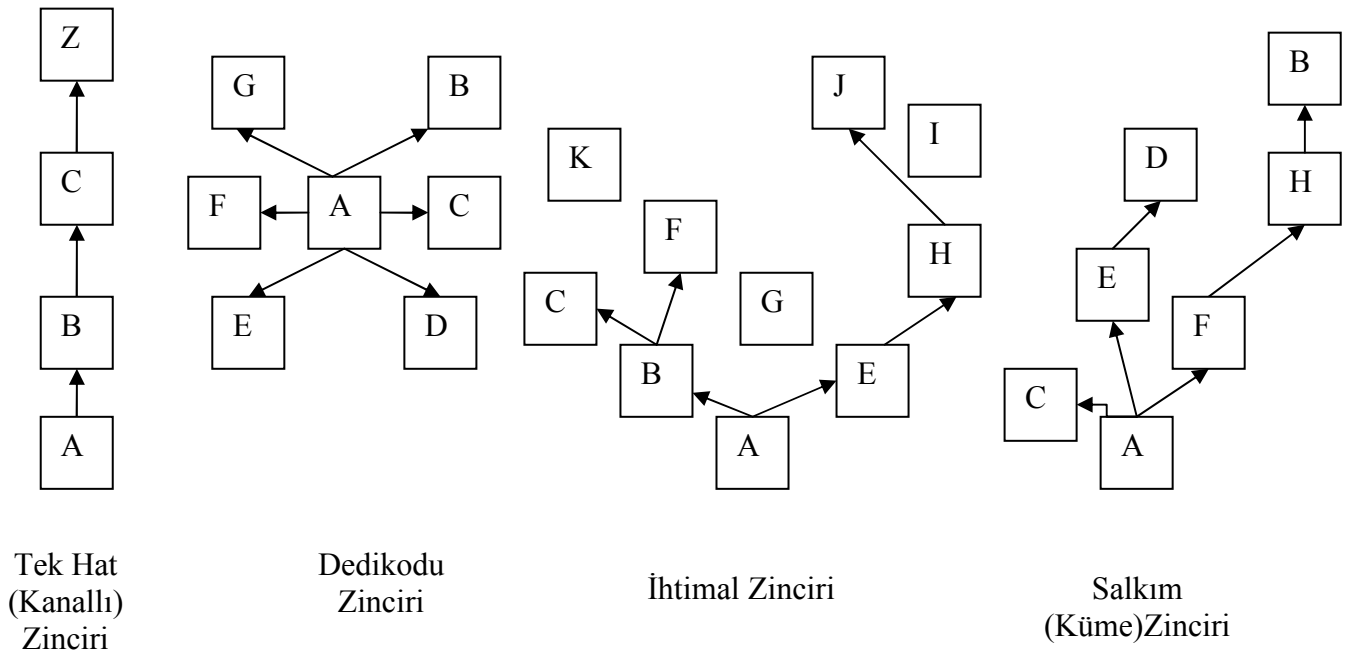 Z
C
B
A
G
B
F
A
C
E
D
K
J
I
F
H
C
G
B
E
A
B
D
H
E
F
C
A
Tek Hat
(Kanallı)
Zinciri
Dedikodu
Zinciri
İhtimal Zinciri
Salkım
(Küme)Zinciri